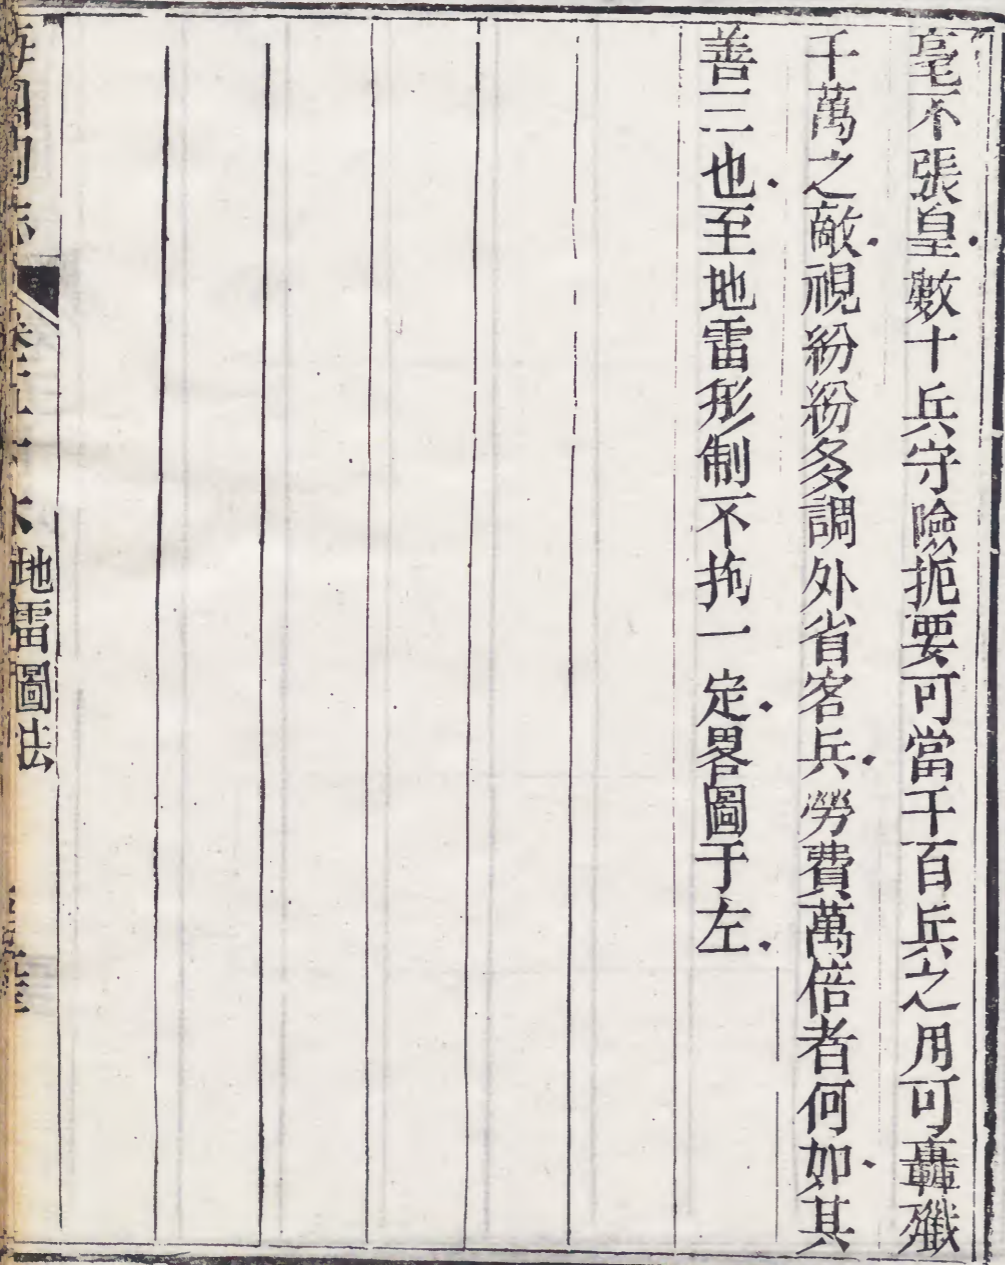 毫不張皇數十兵守險扼要可當千百兵之用可轟殲
千萬之敵視紛紛多調外省客兵勞費萬倍者何如其
善三也至地雷形制不拘一定畧圖于左
地雷圖法